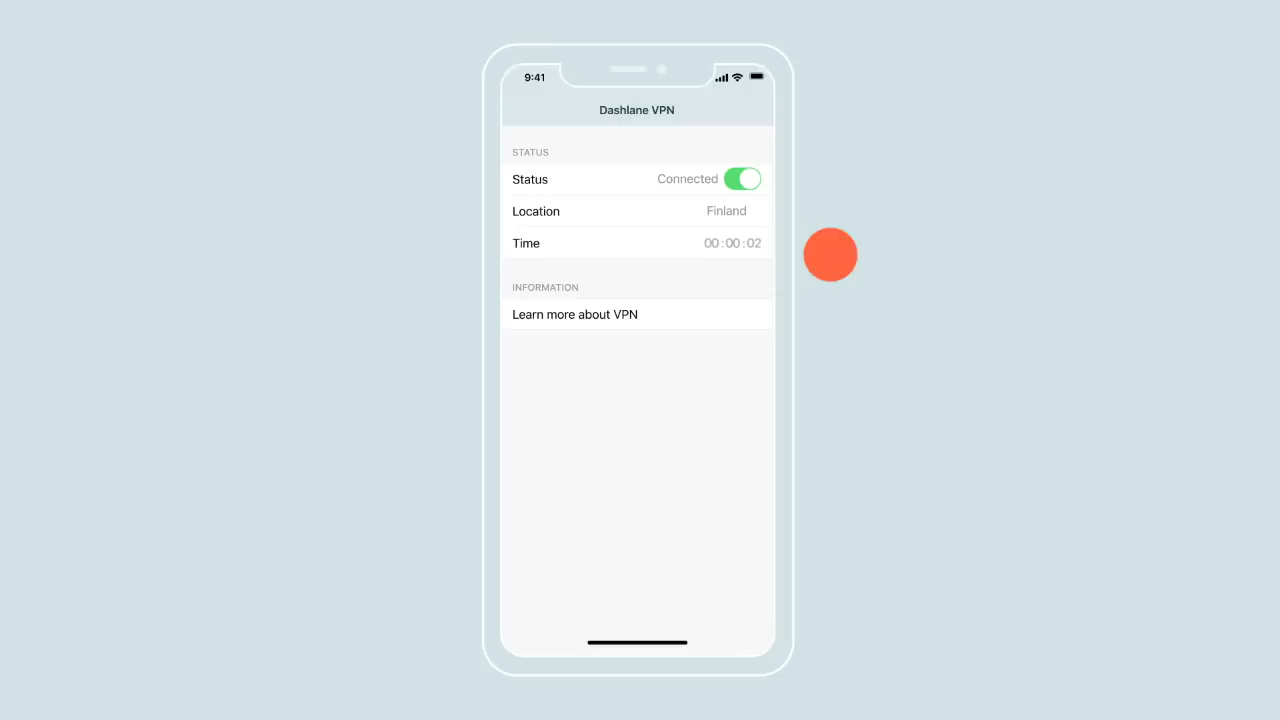 9:41
Dashlane VPN
STATUS
Status Connected
Location Finland
Time 00:00:02
INFORMATION
Learn more about VPN